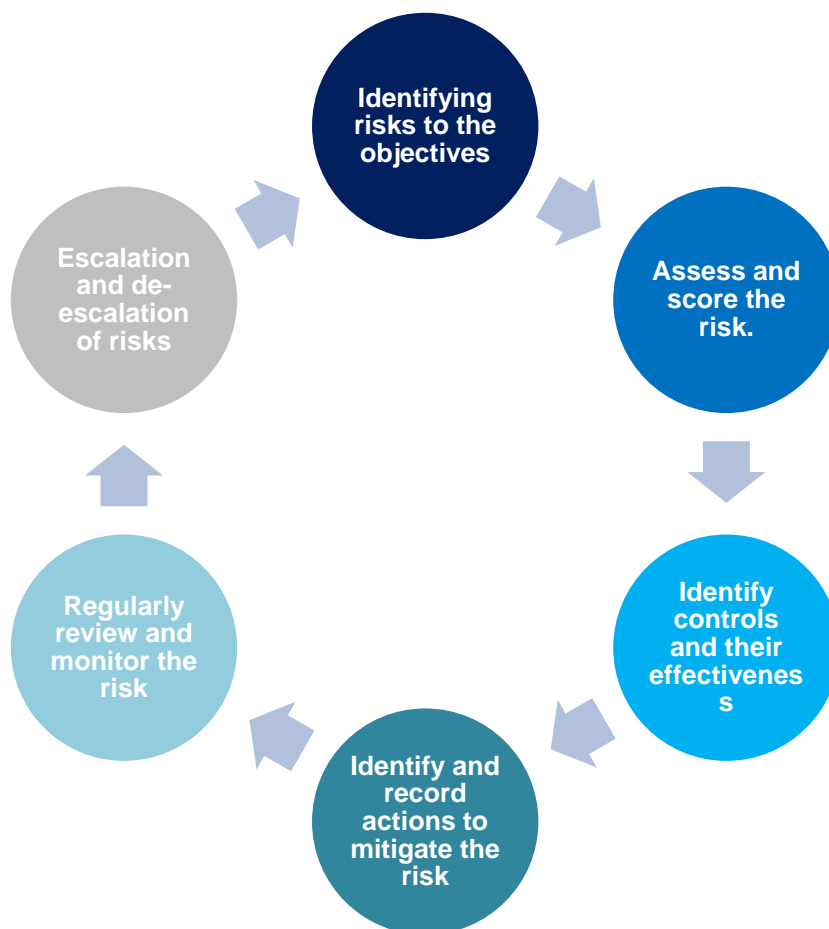 Identifying
risks to the
objectives
Assess and
score the
risk.
Identify
controls
and their
effectivenes
s
Identify and
record
actions to
mitigate the
risk
Regularly
review and
monitor the
risk
Escalation
and de-
escalation
of risks